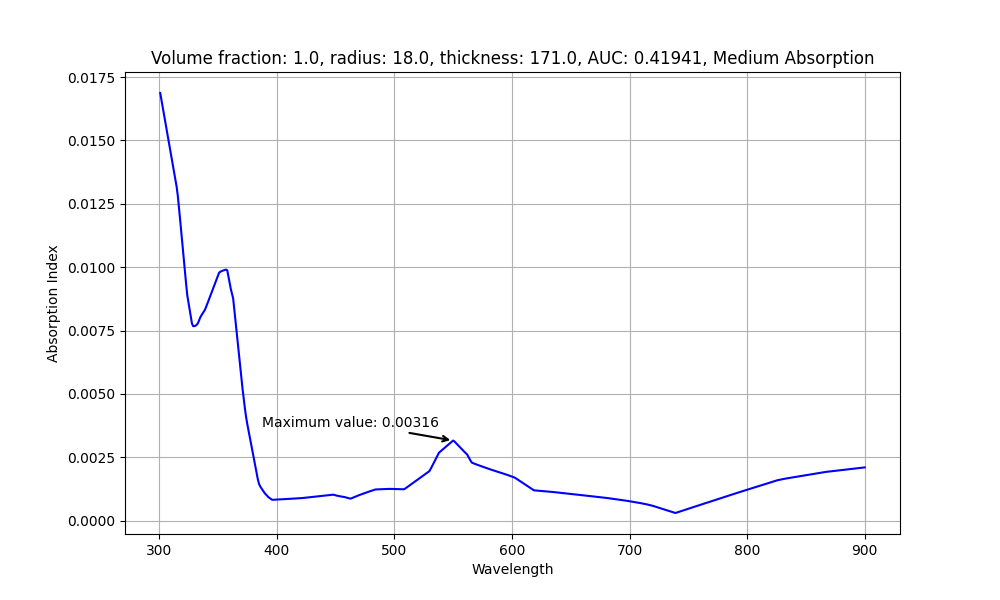 Volume fraction: 1.0, radius: 18.0, thickness: 171.0, AUC: 0.41941, Medium Absorption
0.0175
0.0150
0.0125
0.0100
0.0075
0.0050
0.0025
0.0000
Absorption Index
Maximum value: 0.00316
300 400 500 600 700 800 900
Wavelength